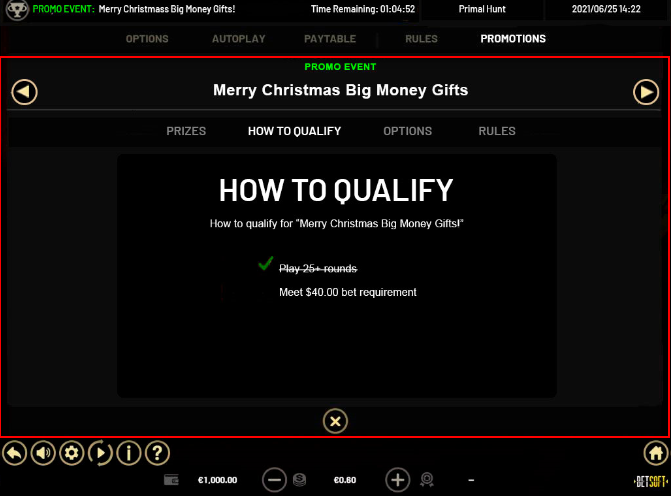 PROMO EVENT: Merry Christmass Big Money Gifts! Time Remaining: 01:04:52 Primal Hunt 2021/06/25 14:22
OPTIONS AUTOPLAY PAYTABLE RULES PROMOTIONS
PROMO EVENT
Merry Christmas Big Money Gifts
PRIZES HOW TO QUALIFY OPTIONS RULES
HOW TO QUALIFY
How to qualify for "Merry Christmas Big Money Gifts!"
Play 25+ rounds
Meet $40.00 bet requirement
€1,000.00 €0.60 –
BETSOFT